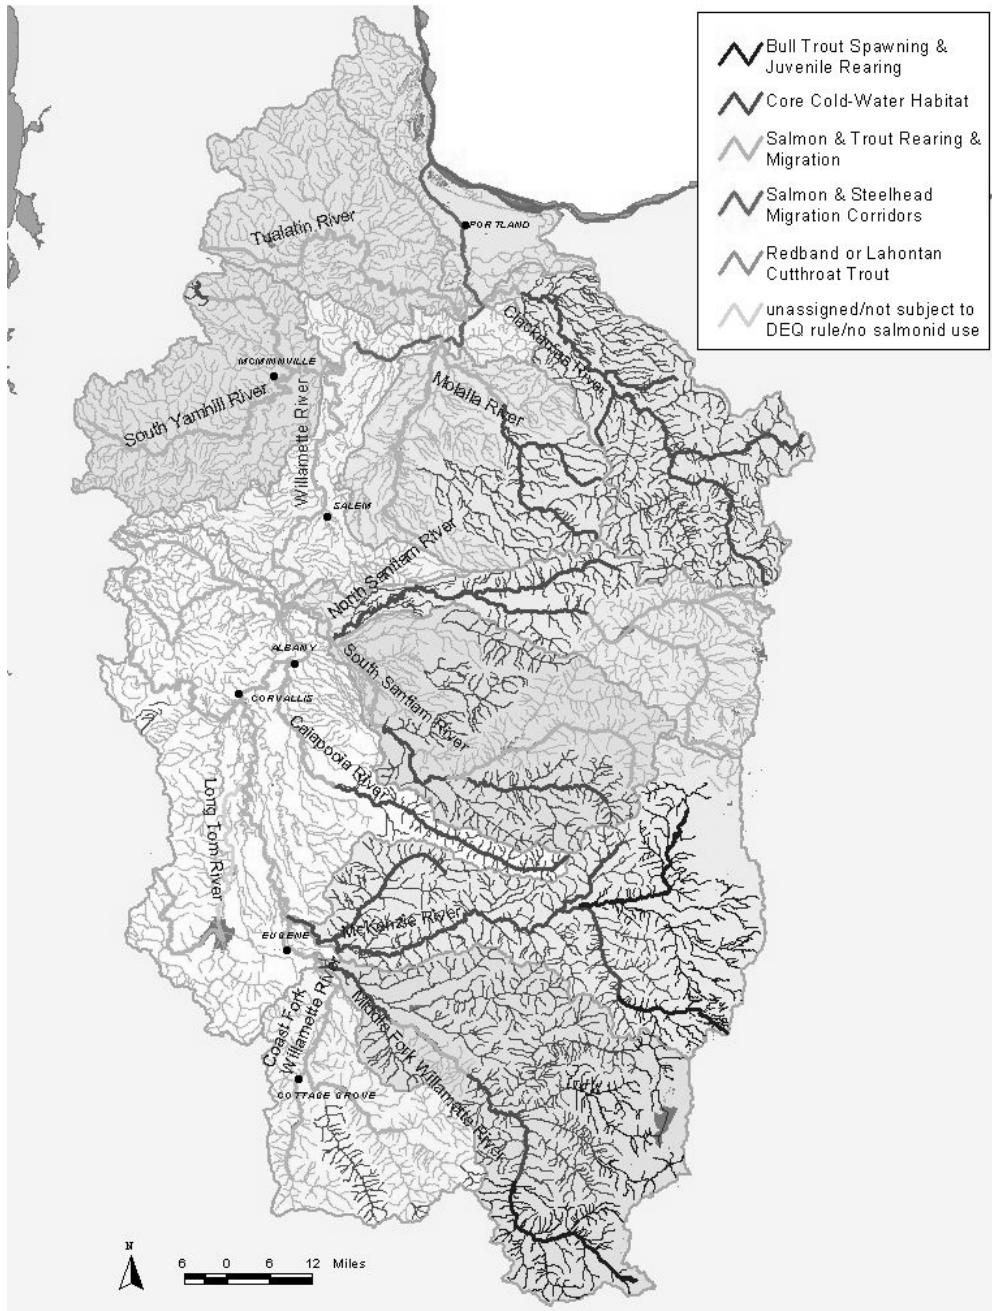 Bull Trout Spawning &
Juvenile Rearing
Core Cold-Water Habitat
Salmon & Trout Rearing &
Migration
Salmon & Steelhead
Migration Corridors
Redband or Lahontan
Cutthroat Trout
unassigned/not subject to
DEQ rule/no salmonid use
Tualatin River
PORTLAND
Clackamas River
MCMINNVILLE
Molalla River
South Yamhill River
Willamette River
SALEM
North Santiam River
ALBANY
South Santiam River
CORVALLIS
Calapooia River
Long Tom River
McKenzie River
EUGENE
Coast Fork
Willamette River
Middle Fork Willamette River
COTTAGE GROVE
N
6 0 6 12 Miles